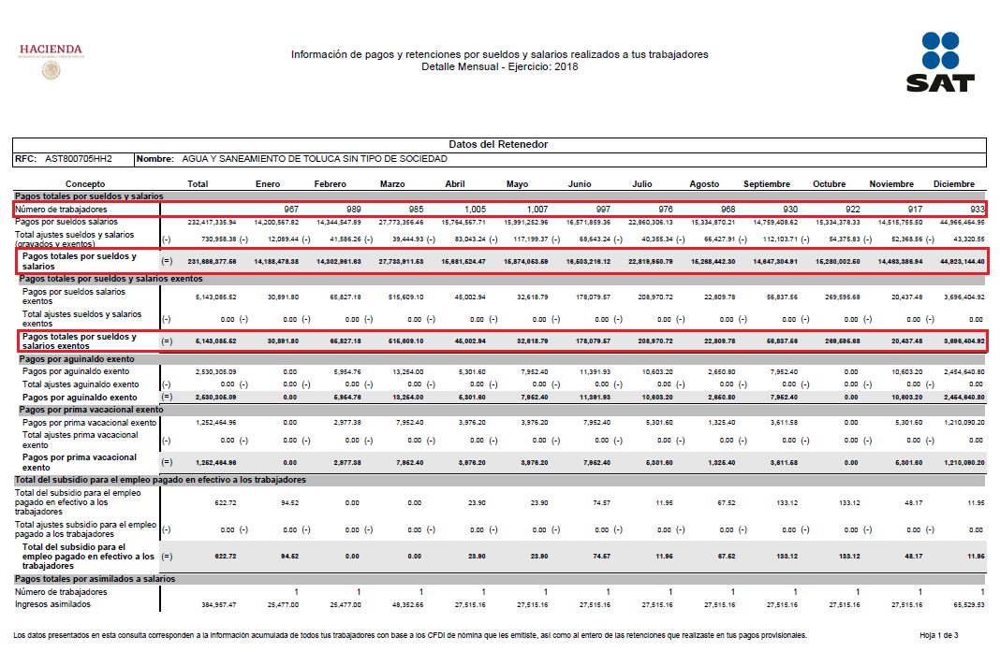 HACIENDA
Información de pagos y retenciones por sueldos y salarios realizados a tus trabajadores
Detalle Mensual - Ejercicio: 2018
SAT
Datos del Retenedor
RFC: AST800705HH2 Nombre: AGUA Y SANEAMIENTO DE TOLUCA SIN TIPO DE SOCIEDAD
Concepto Total Enero Febrero Marzo Abril Mayo Junio Julio Agosto Septiembre Octubre Noviembre Diciembre
Pagos totales por sueldos y salarios
Número de trabajadores 967 989 985 1,005 1,007 997 976 968 930 922 917 933
Pagos por sueldos salarios 232,417,335.94 14,200,567.82 14,344,547.89 27,773,356.46 15,764,567.71 15,991,252.96 16,571,859.36 22,860,306.13 15,334,870.21 14,759,408.62 15,334,378.33 14,515,755.50 44,966,464.95
Total ajustes sueldos y salarios
(gravados y exentos) (-) 730,958.38 (-) 12,089.44 (-) 41,586.26 (-) 39,444.93 (-) 83,043.24 (-) 117,199.37 (-) 68,643.24 (-) 40,355.34 (-) 66,427.91 (-) 112,103.71 (-) 54,375.83 (-) 52,368.56 (-) 43,320.55
Pagos totales por sueldos y
salarios (=) 231,686,377.56 14,188,478.38 14,302,961.63 27,733,911.53 15,681,524.47 15,874,053.59 16,503,216.12 22,819,950.79 15,268,442.30 14,647,304.91 15,280,002.50 14,463,386.94 44,923,144.40
Pagos totales por sueldos y salarios exentos
Pagos por sueldos salarios
exentos 5,143,085.52 30,891.80 65,827.18 515,609.10 45,002.94 32,618.79 178,079.57 208,970.72 22,809.78 56,837.56 269,595.68 20,437.48 3,696,404.92
Total ajustes sueldos y salarios
exentos (-) 0.00 (-) 0.00 (-) 0.00 (-) 0.00 (-) 0.00 (-) 0.00 (-) 0.00 (-) 0.00 (-) 0.00 (-) 0.00 (-) 0.00 (-) 0.00 (-) 0.00
Pagos totales por sueldos y
salarios exentos (=) 5,143,085.52 30,891.80 65,827.18 515,609.10 45,002.94 32,618.79 178,079.57 208,970.72 22,809.78 56,837.56 269,595.68 20,437.48 3,696,404.92
Pagos por aguinaldo exento
Pagos por aguinaldo exento 2,530,305.09 0.00 5,954.76 13,254.00 5,301.60 7,952.40 11,391.93 10,603.20 2,650.80 7,952.40 0.00 10,603.20 2,454,640.80
Total ajustes aguinaldo exento (-) 0.00 (-) 0.00 (-) 0.00 (-) 0.00 (-) 0.00 (-) 0.00 (-) 0.00 (-) 0.00 (-) 0.00 (-) 0.00 (-) 0.00 (-) 0.00 (-) 0.00
Pagos por aguinaldo exento (=) 2,530,305.09 0.00 5,954.76 13,254.00 5,301.60 7,952.40 11,391.93 10,603.20 2,650.80 7,952.40 0.00 10,603.20 2,454,640.80
Pagos por prima vacacional exento
Pagos por prima vacacional exento 1,252,464.96 0.00 2,977.38 7,952.40 3,976.20 3,976.20 7,952.40 5,301.60 1,325.40 3,611.58 0.00 5,301.60 1,210,090.20
Total ajustes prima vacacional
exento (-) 0.00 (-) 0.00 (-) 0.00 (-) 0.00 (-) 0.00 (-) 0.00 (-) 0.00 (-) 0.00 (-) 0.00 (-) 0.00 (-) 0.00 (-) 0.00 (-) 0.00
Pagos por prima vacacional
exento (=) 1,252,464.96 0.00 2,977.38 7,952.40 3,976.20 3,976.20 7,952.40 5,301.60 1,325.40 3,611.58 0.00 5,301.60 1,210,090.20
Total del subsidio para el empleo pagado en efectivo a los trabajadores
Total del subsidio para el empleo
pagado en efectivo a los
trabajadores 622.72 94.52 0.00 0.00 23.90 23.90 74.57 11.95 67.52 133.12 133.12 48.17 11.95
Total ajustes subsidio para el empleo
pagado a los trabajadores (-) 0.00 (-) 0.00 (-) 0.00 (-) 0.00 (-) 0.00 (-) 0.00 (-) 0.00 (-) 0.00 (-) 0.00 (-) 0.00 (-) 0.00 (-) 0.00 (-) 0.00
Total del subsidio para el
empleo pagado en efectivo a los
trabajadores (=) 622.72 94.52 0.00 0.00 23.90 23.90 74.57 11.95 67.52 133.12 133.12 48.17 11.95
Pagos totales por asimilados a salarios
Número de trabajadores 1 1 1 1 1 1 1 1 1 1 1 1
Ingresos asimilados 384,957.47 25,477.00 25,477.00 48,352.66 27,515.16 27,515.16 27,515.16 27,515.16 27,515.16 27,515.16 27,515.16 27,515.16 65,529.53
Los datos presentados en esta consulta corresponden a la información acumulada de todos tus trabajadores con base a los CFDI de nómina que les emitiste, así como al entero de las retenciones que realizaste en tus pagos provisionales. Hoja 1 de 3